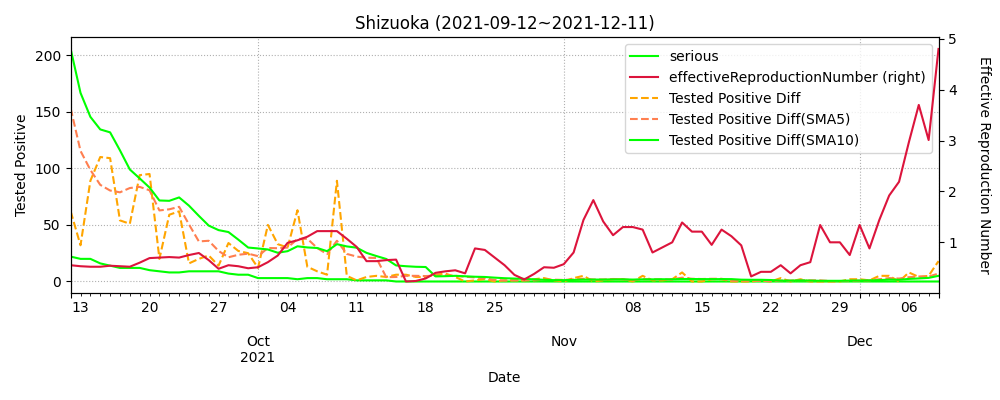 Shizuoka (2021-09-12~2021-12-11)
200
150
100
50
0
5
4
3
2
1
Tested Positive
Effective Reproduction Number
serious
effectiveReproductionNumber (right)
Tested Positive Diff
Tested Positive Diff(SMA5)
Tested Positive Diff(SMA10)
13 20 27 04 11 18 25 08 15 22 29 06
Oct Nov Dec
2021
Date